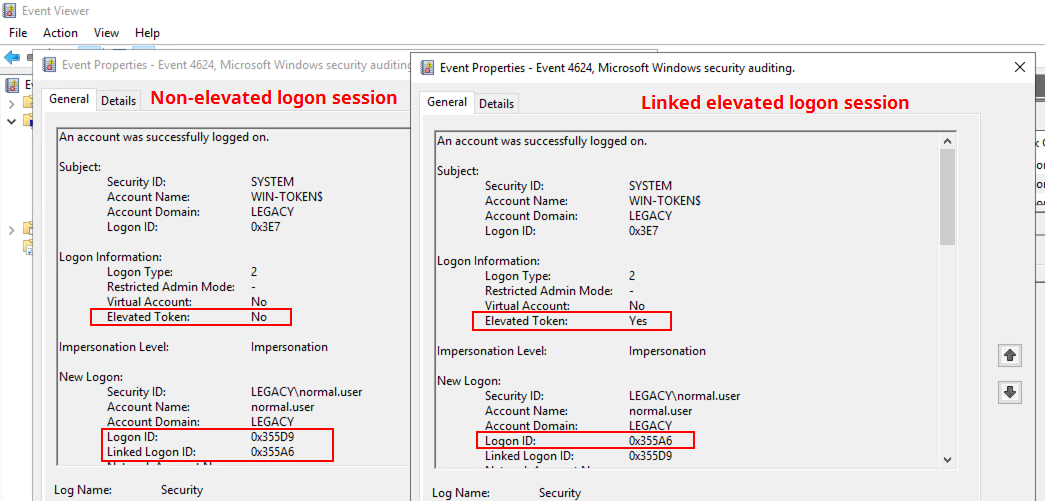 Event Viewer
File Action View Help
Event Properties - Event 4624, Microsoft Windows security auditing
General Details Non-elevated logon session
An account was successfully logged on.
Subject:
Security ID: SYSTEM
Account Name: WIN-TOKEN$
Account Domain: LEGACY
Logon ID: 0x3E7
Logon Information:
Logon Type: 2
Restricted Admin Mode: -
Virtual Account: No
Elevated Token: No
Impersonation Level: Impersonation
New Logon:
Security ID: LEGACY\normal.user
Account Name: normal.user
Account Domain: LEGACY
Logon ID: 0x355D9
Linked Logon ID: 0x355A6
Log Name: Security
Event Properties - Event 4624, Microsoft Windows security auditing.
General Details Linked elevated logon session
An account was successfully logged on.
Subject:
Security ID: SYSTEM
Account Name: WIN-TOKEN$
Account Domain: LEGACY
Logon ID: 0x3E7
Logon Information:
Logon Type: 2
Restricted Admin Mode: -
Virtual Account: No
Elevated Token: Yes
Impersonation Level: Impersonation
New Logon:
Security ID: LEGACY\normal.user
Account Name: normal.user
Account Domain: LEGACY
Logon ID: 0x355A6
Linked Logon ID: 0x355D9
Log Name: Security